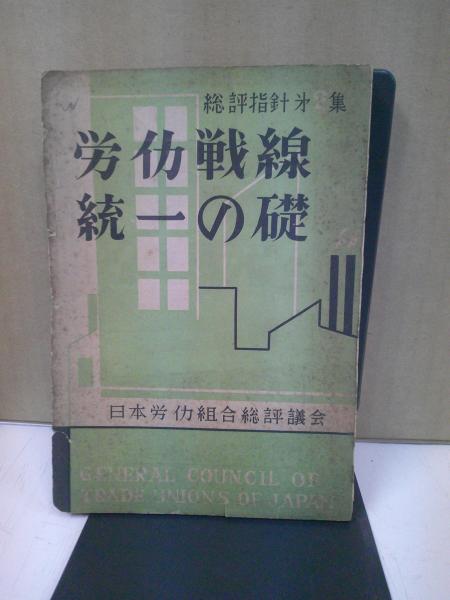 総評指針㐧 集
労仂戦線
統一の礎
日本労仂組合総評議会
GENERAL COUNCIL OF
TRADE UNIONS OF JAPAN